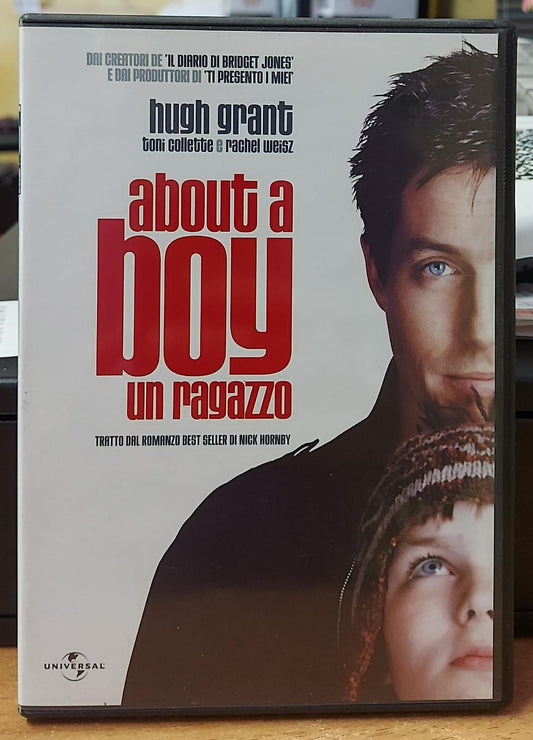 DAI CREATORI DE 'IL DIARIO DI BRIDGET JONES'
E DAI PRODUTTORI DI 'TI PRESENTO I MIEI'
hugh grant
toni collette e rachel weisz
about a
boy
un ragazzo
TRATTO DAL ROMANZO BEST SELLER DI NICK HORNBY
UNIVERSAL